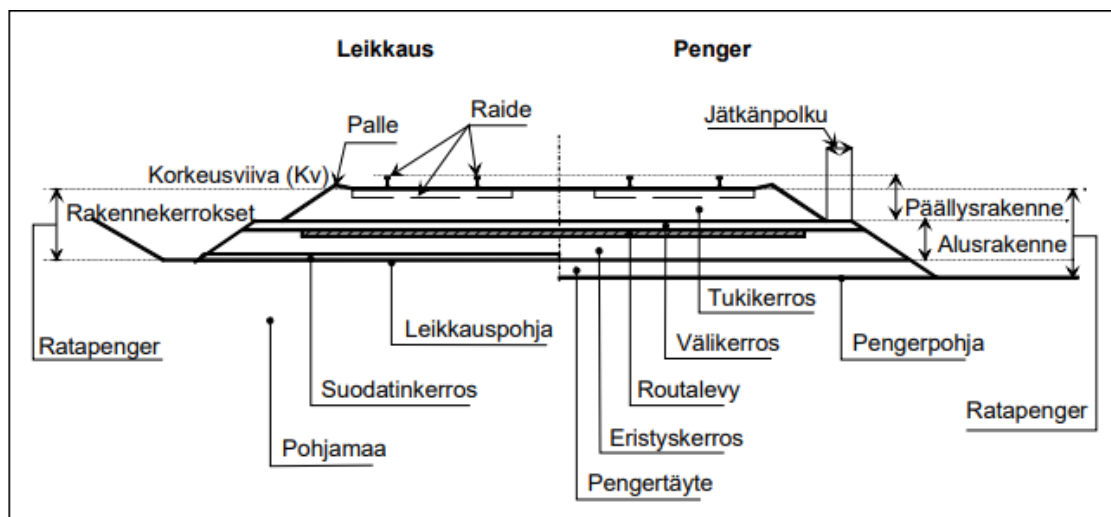 Leikkaus
Penger
Jätkänpolku
Raide
Palle
Korkeusviiva (Kv)
Rakennekerrokset
Päällysrakenne
Alusrakenne
Tukikerros
Leikkauspohja
Välikerros
Pengerpohja
Ratapenger
Suodatinkerros
Routalevy
Ratapenger
Eristyskerros
Pohjamaa
Pengertäyte